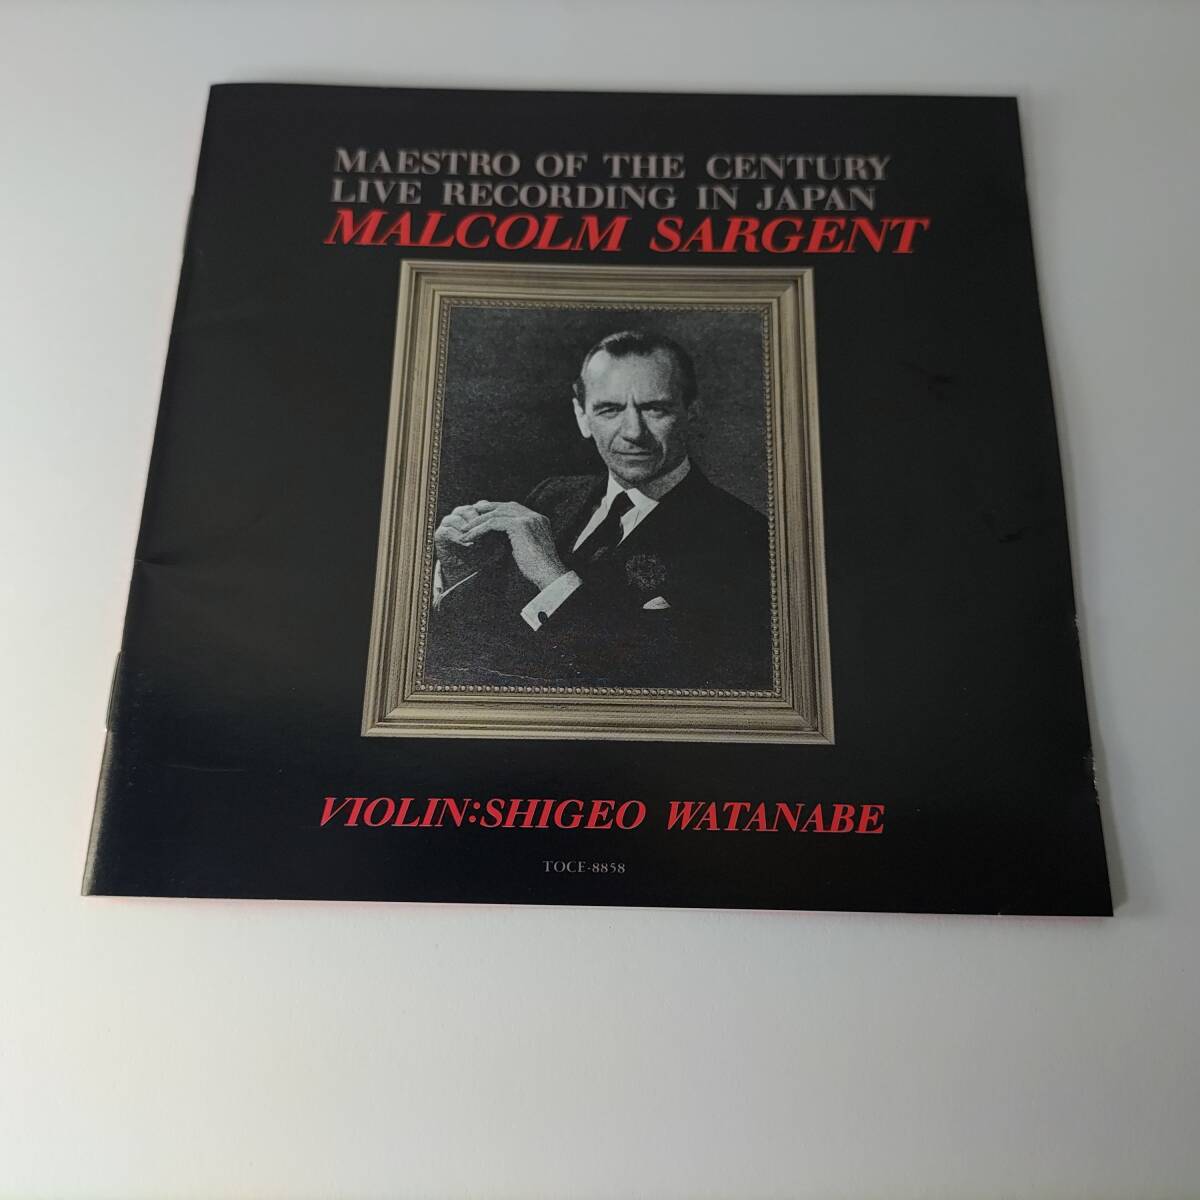 MAESTRO OF THE CENTURY
LIVE RECORDING IN JAPAN
MALCOLM SARGENT
VIOLIN:SHIGEO WATANABE
TOCE-8858